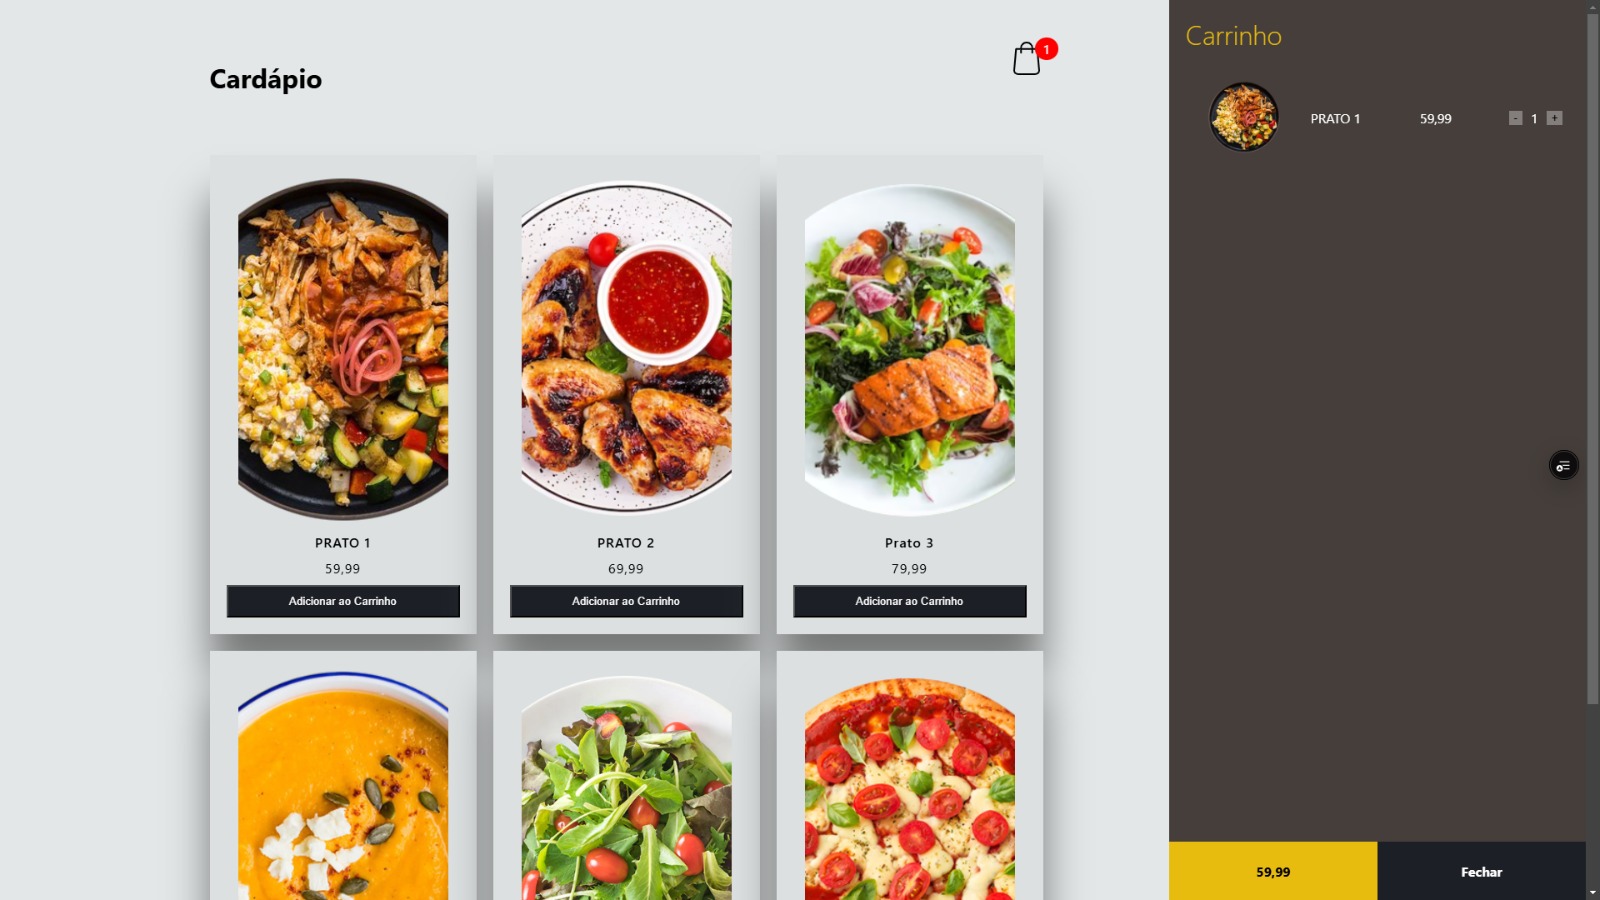 Cardápio
1
PRATO 1
59,99
Adicionar ao Carrinho
PRATO 2
69,99
Adicionar ao Carrinho
Prato 3
79,99
Adicionar ao Carrinho
Carrinho
PRATO 1 59,99 - 1 +
59,99 Fechar